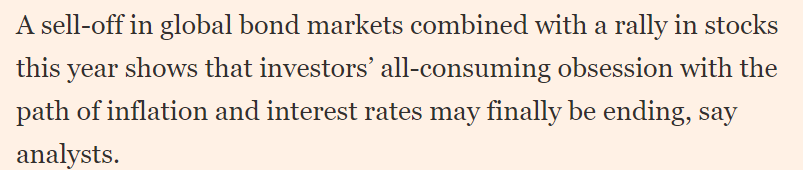 A sell-off in global bond markets combined with a rally in stocks
this year shows that investors’ all-consuming obsession with the
path of inflation and interest rates may finally be ending, say
analysts.